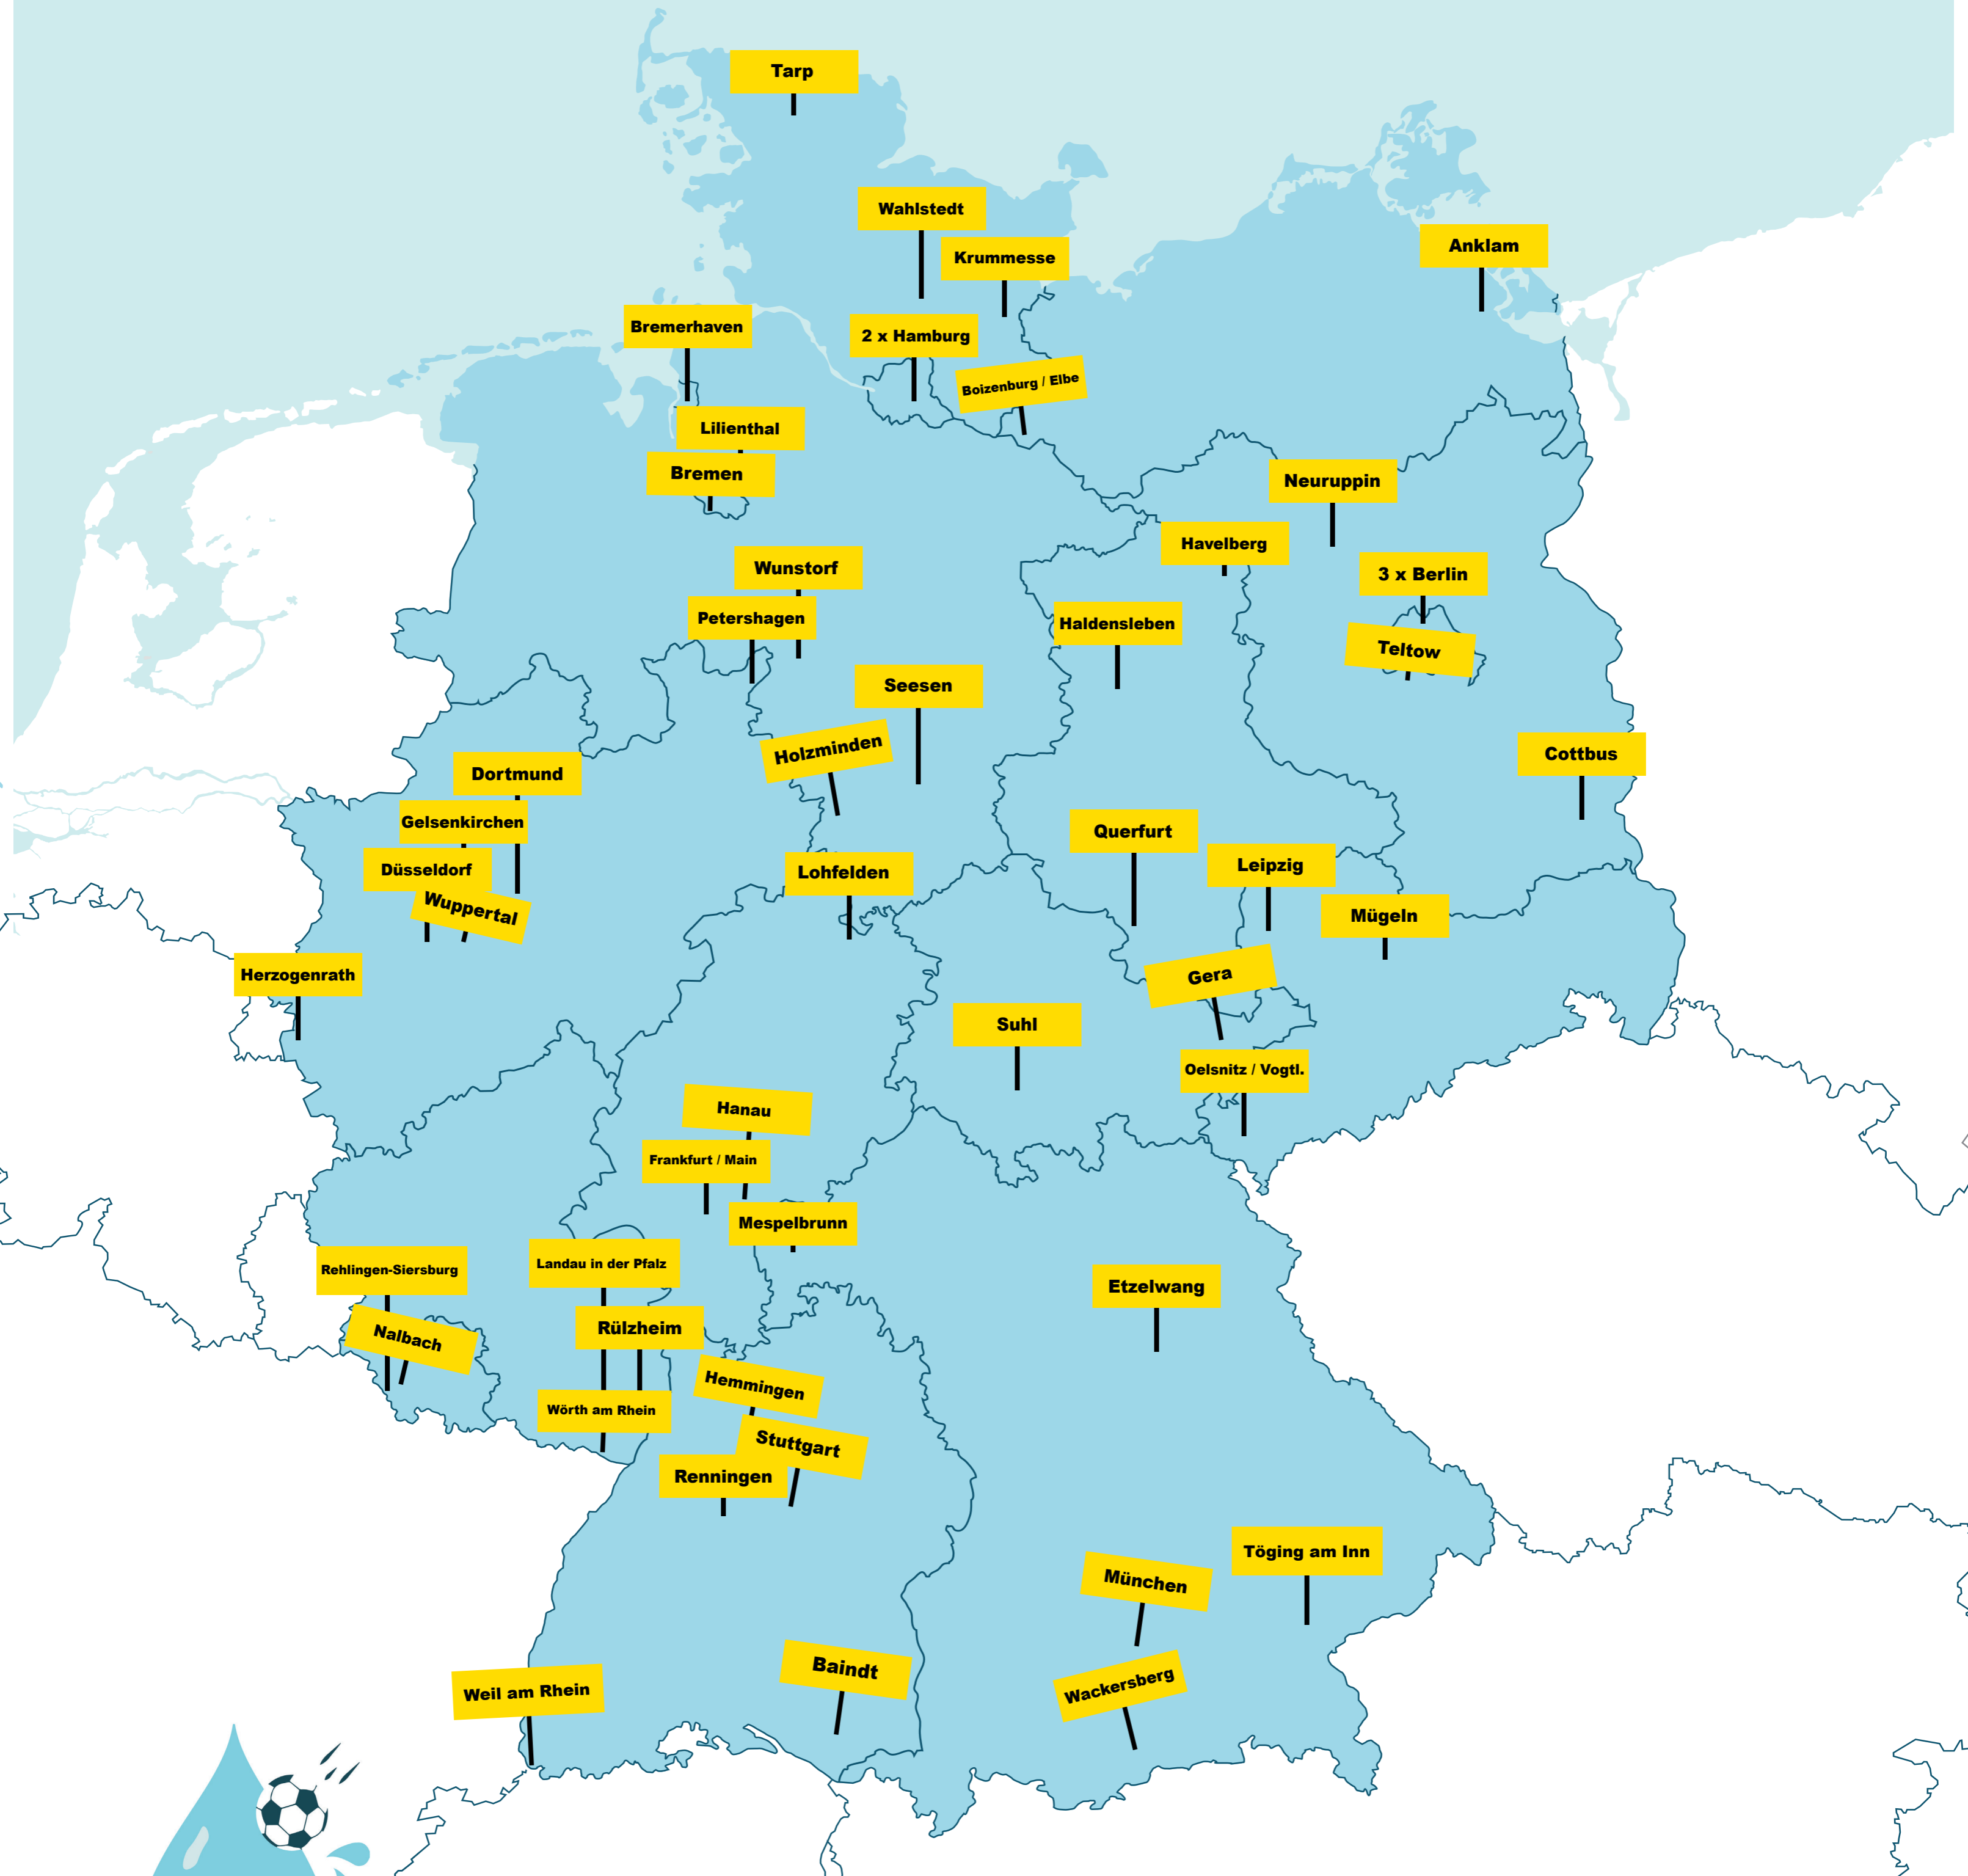 Tarp
Wahlstedt
Anklam
Krummesse
Bremerhaven
2 x Hamburg
Boizenburg / Elbe
Lilienthal
Bremen
Neuruppin
Havelberg
Wunstorf
3 x Berlin
Petershagen
Haldensleben
Teltow
Seesen
Holzminden
Cottbus
Dortmund
Gelsenkirchen
Querfurt
Leipzig
Düsseldorf
Lohfelden
Wuppertal
Mügeln
Herzogenrath
Gera
Suhl
Oelsnitz / Vogtl.
Hanau
Frankfurt / Main
Mespelbrunn
Rehlingen-Siersburg
Landau in der Pfalz
Etzelwang
Nalbach
Rülzheim
Hemmingen
Wörth am Rhein
Stuttgart
Renningen
Töging am Inn
München
Baindt
Wackersberg
Weil am Rhein